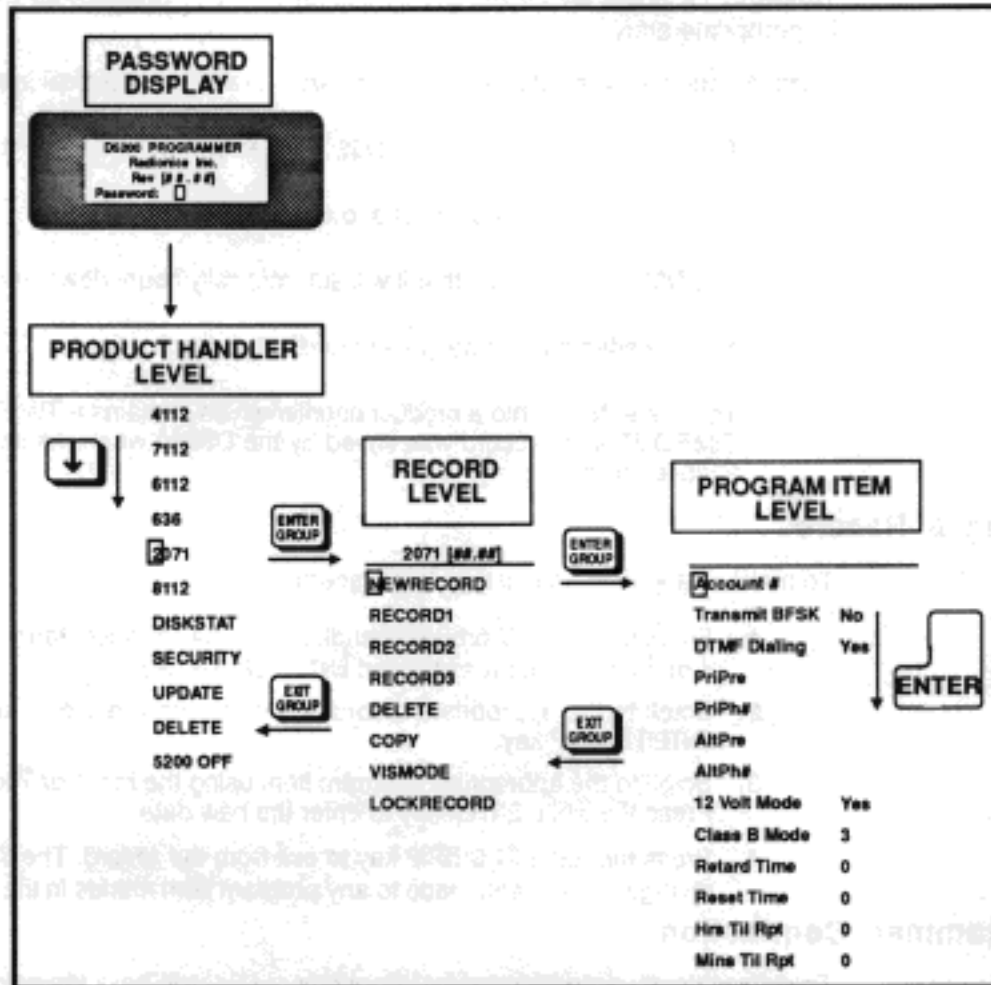 PASSWORD
DISPLAY
D5200 PROGRAMMER
Radionics Inc.
Rev [##.##]
Password:
PRODUCT HANDLER
LEVEL
4112
7112
6112
636
2071
8112
DISKSTAT
SECURITY
UPDATE
DELETE
5200 OFF
ENTER
GROUP
EXIT
GROUP
RECORD
LEVEL
2071 [##.##]
NEWRECORD
RECORD1
RECORD2
RECORD3
DELETE
COPY
VISMODE
LOCKRECORD
ENTER
GROUP
EXIT
GROUP
PROGRAM ITEM
LEVEL
Account #
Transmit BFSK No
DTMF Dialing Yes
PriPre
PriPh#
AltPre
AltPh#
12 Volt Mode Yes
Class B Mode 3
Retard Time 0
Reset Time 0
Hrs Til Rpt 0
Mins Til Rpt 0
ENTER